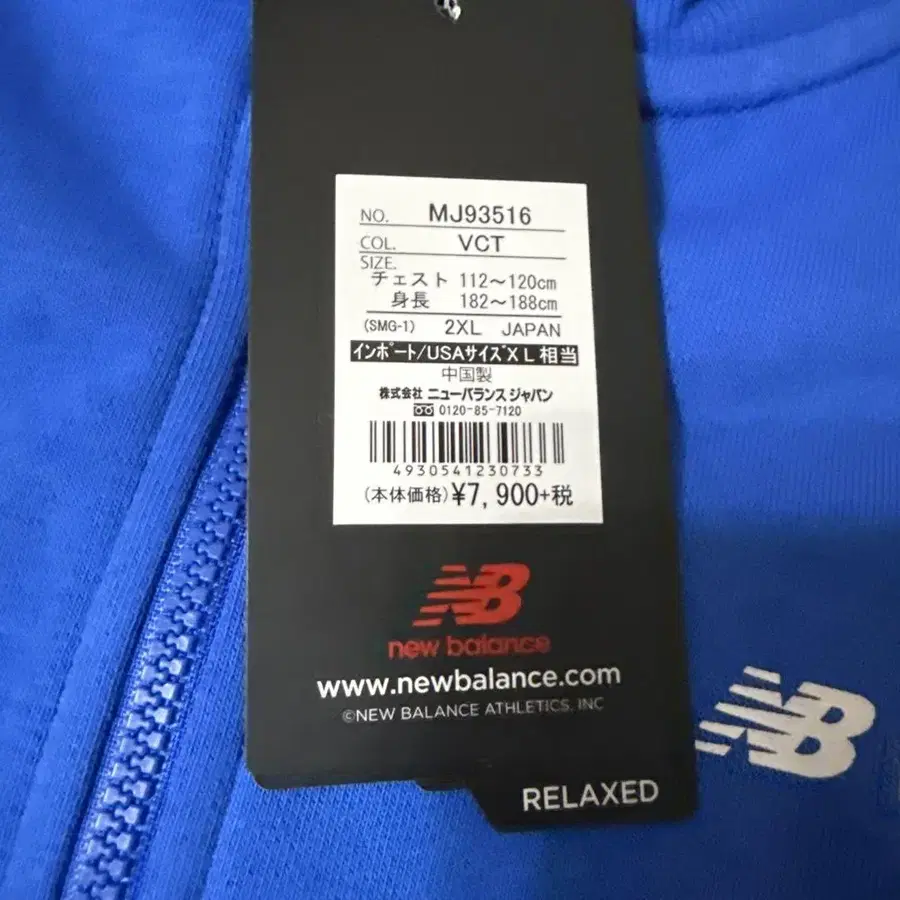 NO. MJ93516
COL. VCT
SIZE.
チェスト 112～120cm
身長 182～188cm
(SMG-1) 2XL JAPAN
インポート/USAサイズXL相当
中国製
株式会社 ニューバランス ジャパン
0120-85-7120
4930541230733
(本体価格)¥7,900+税
NB
new balance
www.newbalance.com
©NEW BALANCE ATHLETICS, INC
NB
RELAXED